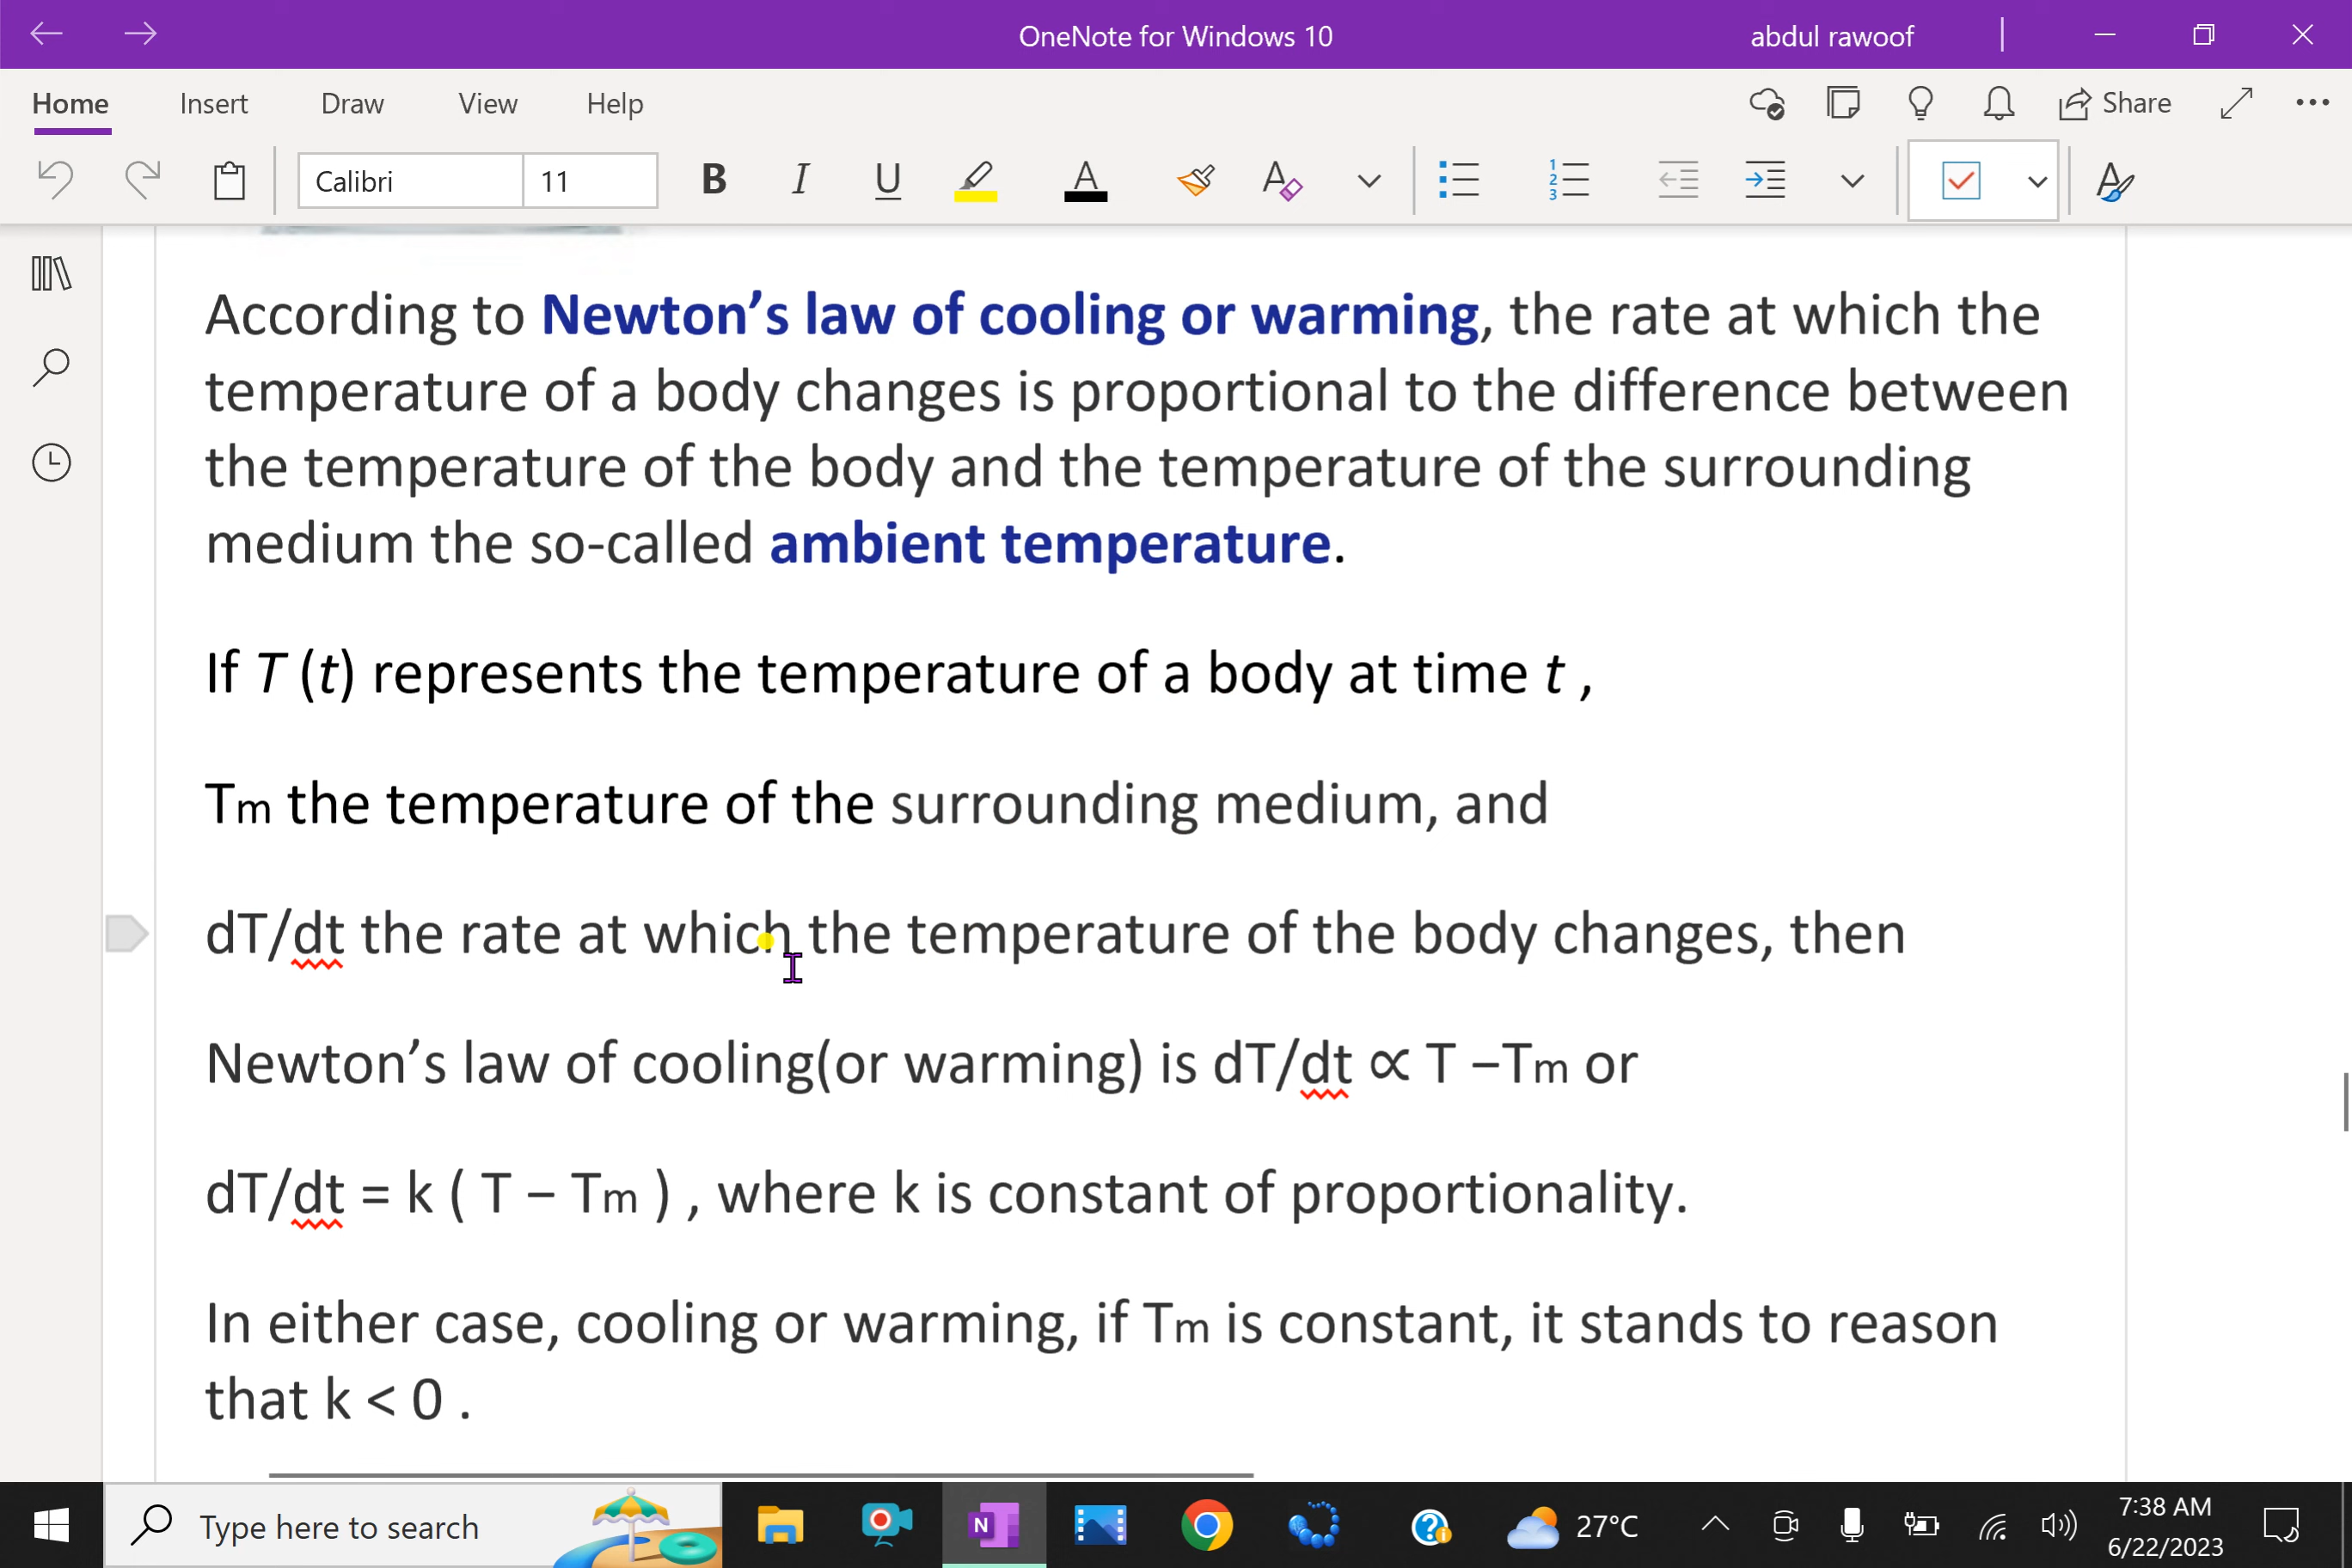 OneNote for Windows 10
abdul rawoof
Home Insert Draw View Help Share
Calibri 11 B I U A A
According to Newton’s law of cooling or warming, the rate at which the
temperature of a body changes is proportional to the difference between
the temperature of the body and the temperature of the surrounding
medium the so-called ambient temperature.
If T (t) represents the temperature of a body at time t ,
Tm the temperature of the surrounding medium, and
dT/dt the rate at which the temperature of the body changes, then
Newton’s law of cooling(or warming) is dT/dt ∝ T –Tm or
dT/dt = k ( T – Tm ) , where k is constant of proportionality.
In either case, cooling or warming, if Tm is constant, it stands to reason
that k < 0 .
Type here to search
27°C
7:38 AM
6/22/2023